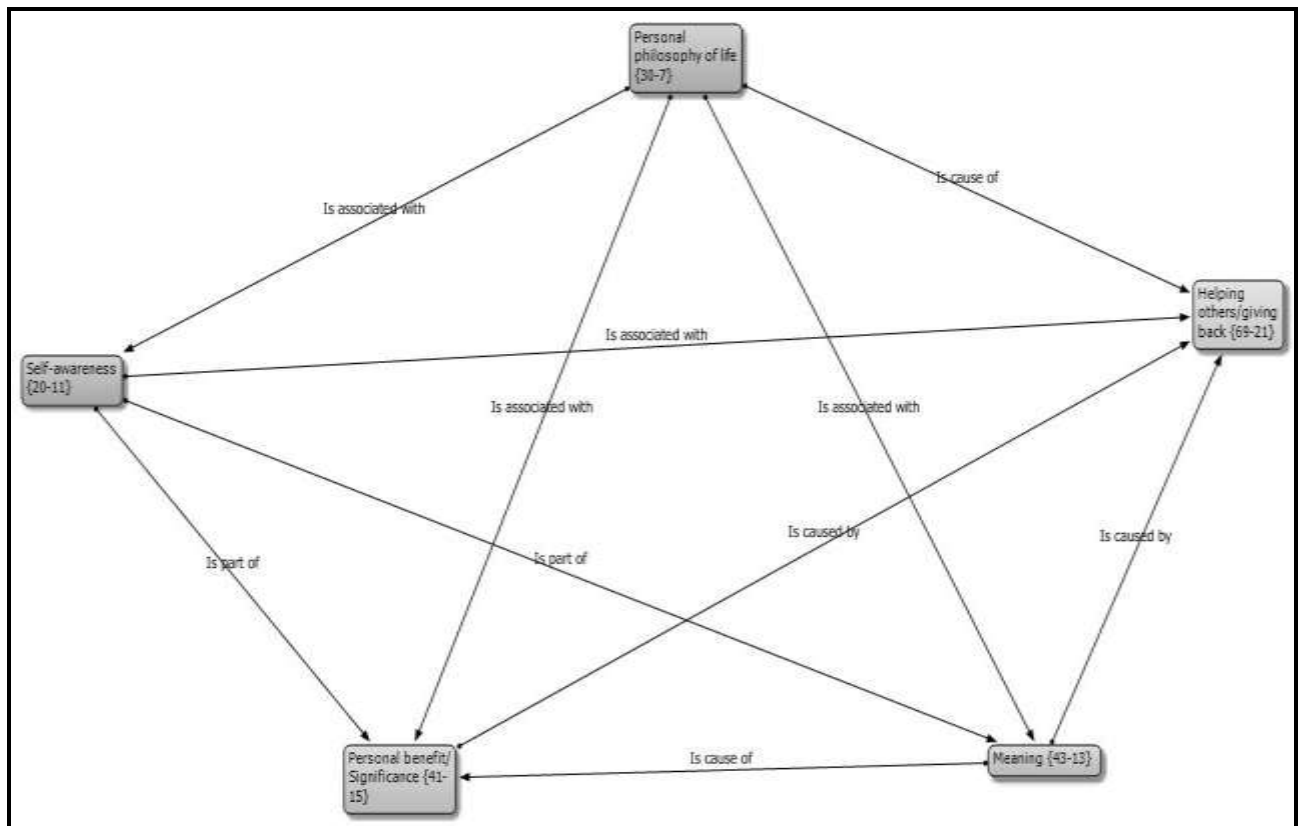 Personal
philosophy of life
{30-7}
Is cause of
Is associated with
Helping
others/giving
back {69-21}
Is associated with
Self-awareness
{20-11}
Is associated with
Is associated with
Is caused by
Is caused by
Is part of
Is part of
Personal benefit/
Significance {41-
15}
Is cause of
Meaning {43-13}